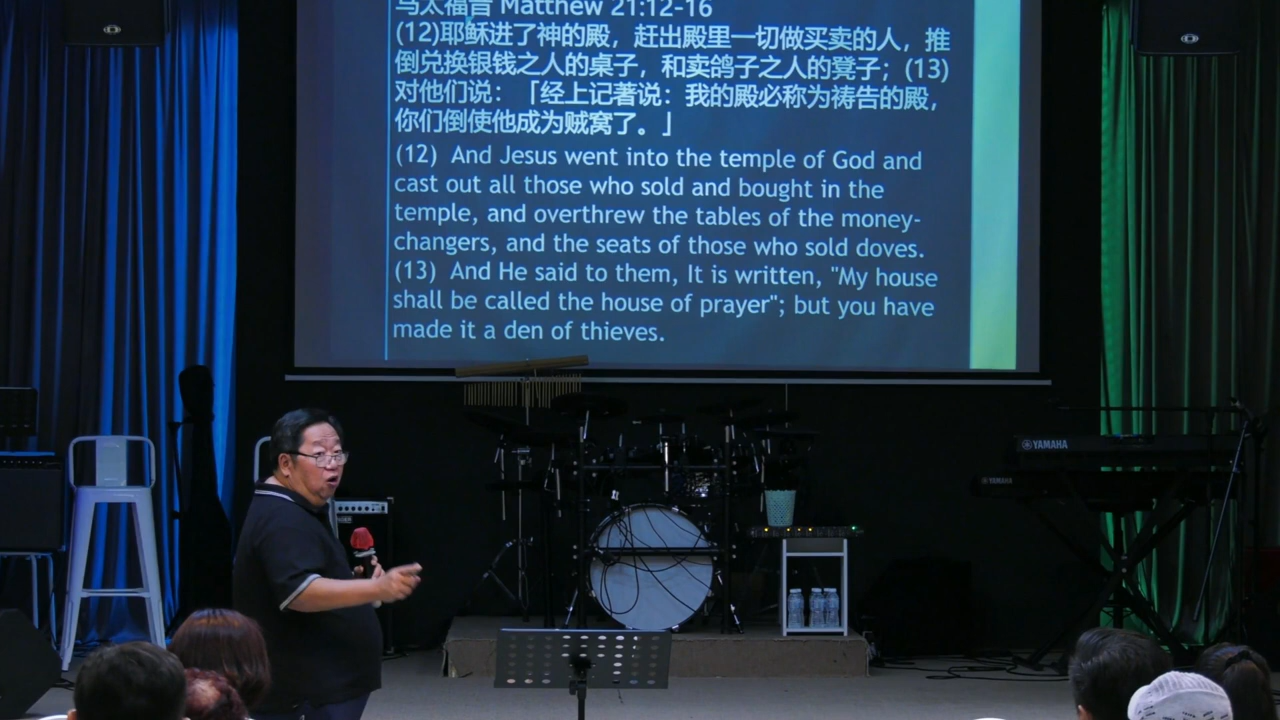 马太福音 Matthew 21:12-16
(12)耶稣进了神的殿，赶出殿里一切做买卖的人，推
倒兑换银钱之人的桌子，和卖鸽子之人的凳子；(13)
对他们说：「经上记著说：我的殿必称为祷告的殿，
你们倒使他成为贼窝了。」
(12) And Jesus went into the temple of God and
cast out all those who sold and bought in the
temple, and overthrew the tables of the money-
changers, and the seats of those who sold doves.
(13) And He said to them, It is written, "My house
shall be called the house of prayer"; but you have
made it a den of thieves.
YAMAHA
YAMAHA